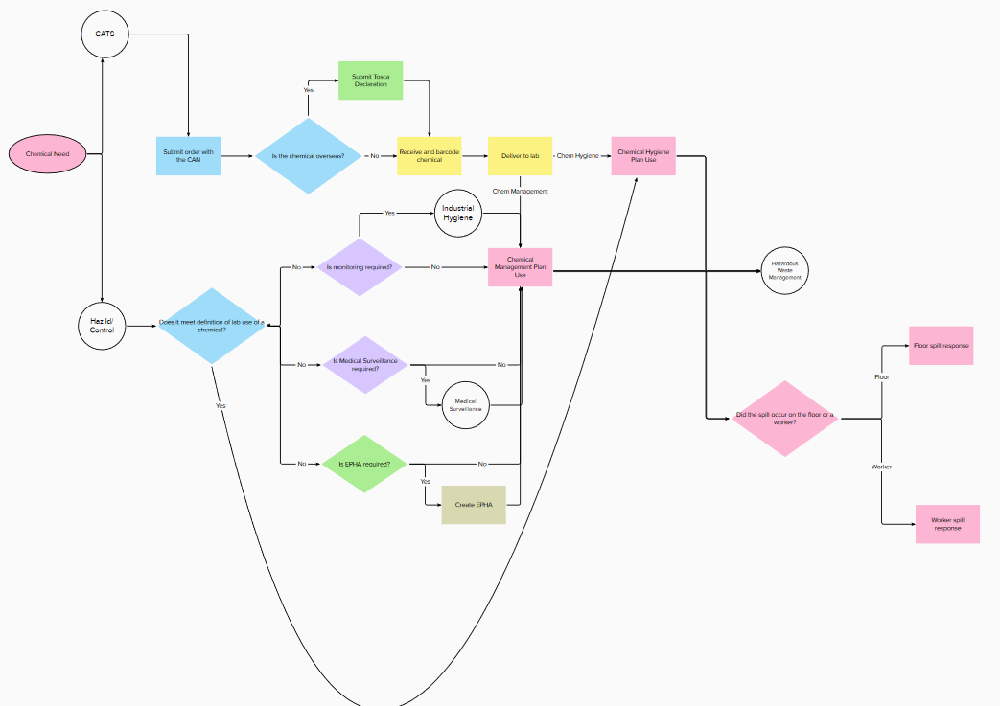 CATS
Submit Tosca
Declaration
Yes
Chemical Need
Submit order with
the CAN
Is the chemical overseas?
No
Receive and barcode
chemical
Deliver to lab
Chem Hygiene
Chemical Hygiene
Plan Use
Chem Management
Yes
Industrial
Hygiene
No
Is monitoring required?
No
Chemical
Management Plan
Use
Hazardous
Waste
Management
Haz Id/
Control
Does it meet definition of lab use of a
chemical?
No
Is Medical Surveillance
required?
No
Yes
Medical
Surveillance
Yes
Floor spill response
Floor
Did the spill occur on the floor or a
worker?
No
Is EPHA required?
No
Yes
Create EPHA
Worker
Worker spill
response